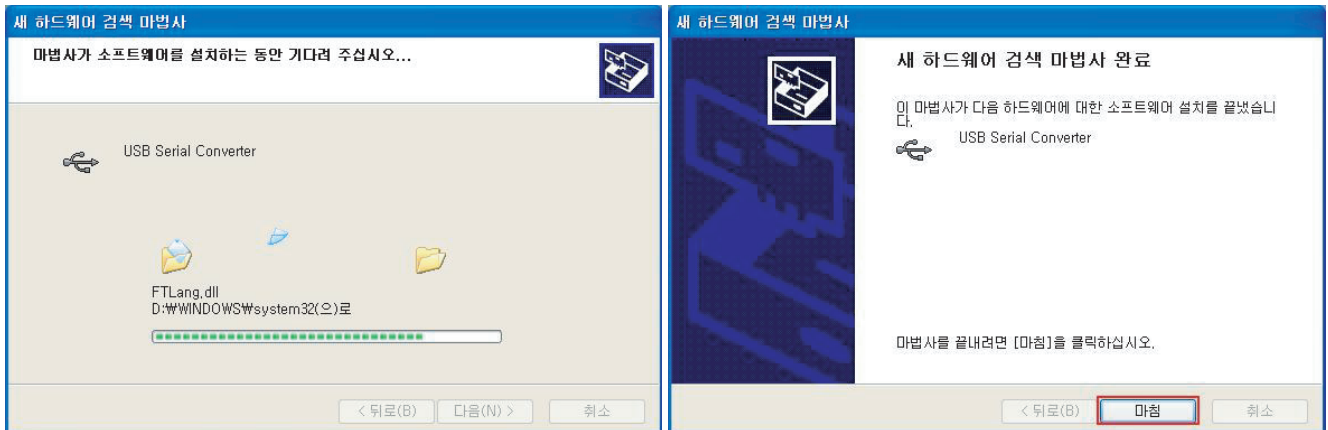 새 하드웨어 검색 마법사
마법사가 소프트웨어를 설치하는 동안 기다려 주십시오...
USB Serial Converter
FTLang.dll
D:₩WINDOWS₩system32(으)로
< 뒤로(B)
다음(N) >
취소
새 하드웨어 검색 마법사
새 하드웨어 검색 마법사 완료
이 마법사가 다음 하드웨어에 대한 소프트웨어 설치를 끝냈습니
다.
USB Serial Converter
마법사를 끝내려면 [마침]을 클릭하십시오.
< 뒤로(B)
마침
취소